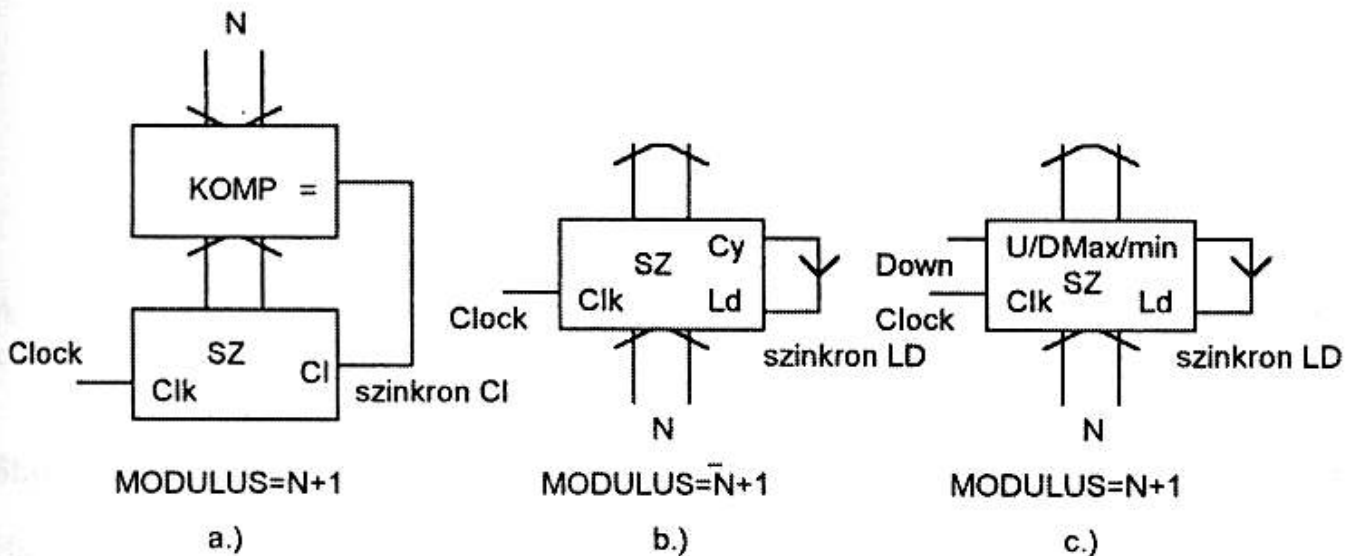 N
KOMP =
Clock
SZ
Clk
Cl
szinkron Cl
MODULUS=N+1
a.)
SZ
Cy
Clk
Ld
Clock
szinkron LD
N
MODULUS=N̅+1
b.)
Down
U/DMax/min
SZ
Clk
Ld
Clock
szinkron LD
N
MODULUS=N+1
c.)